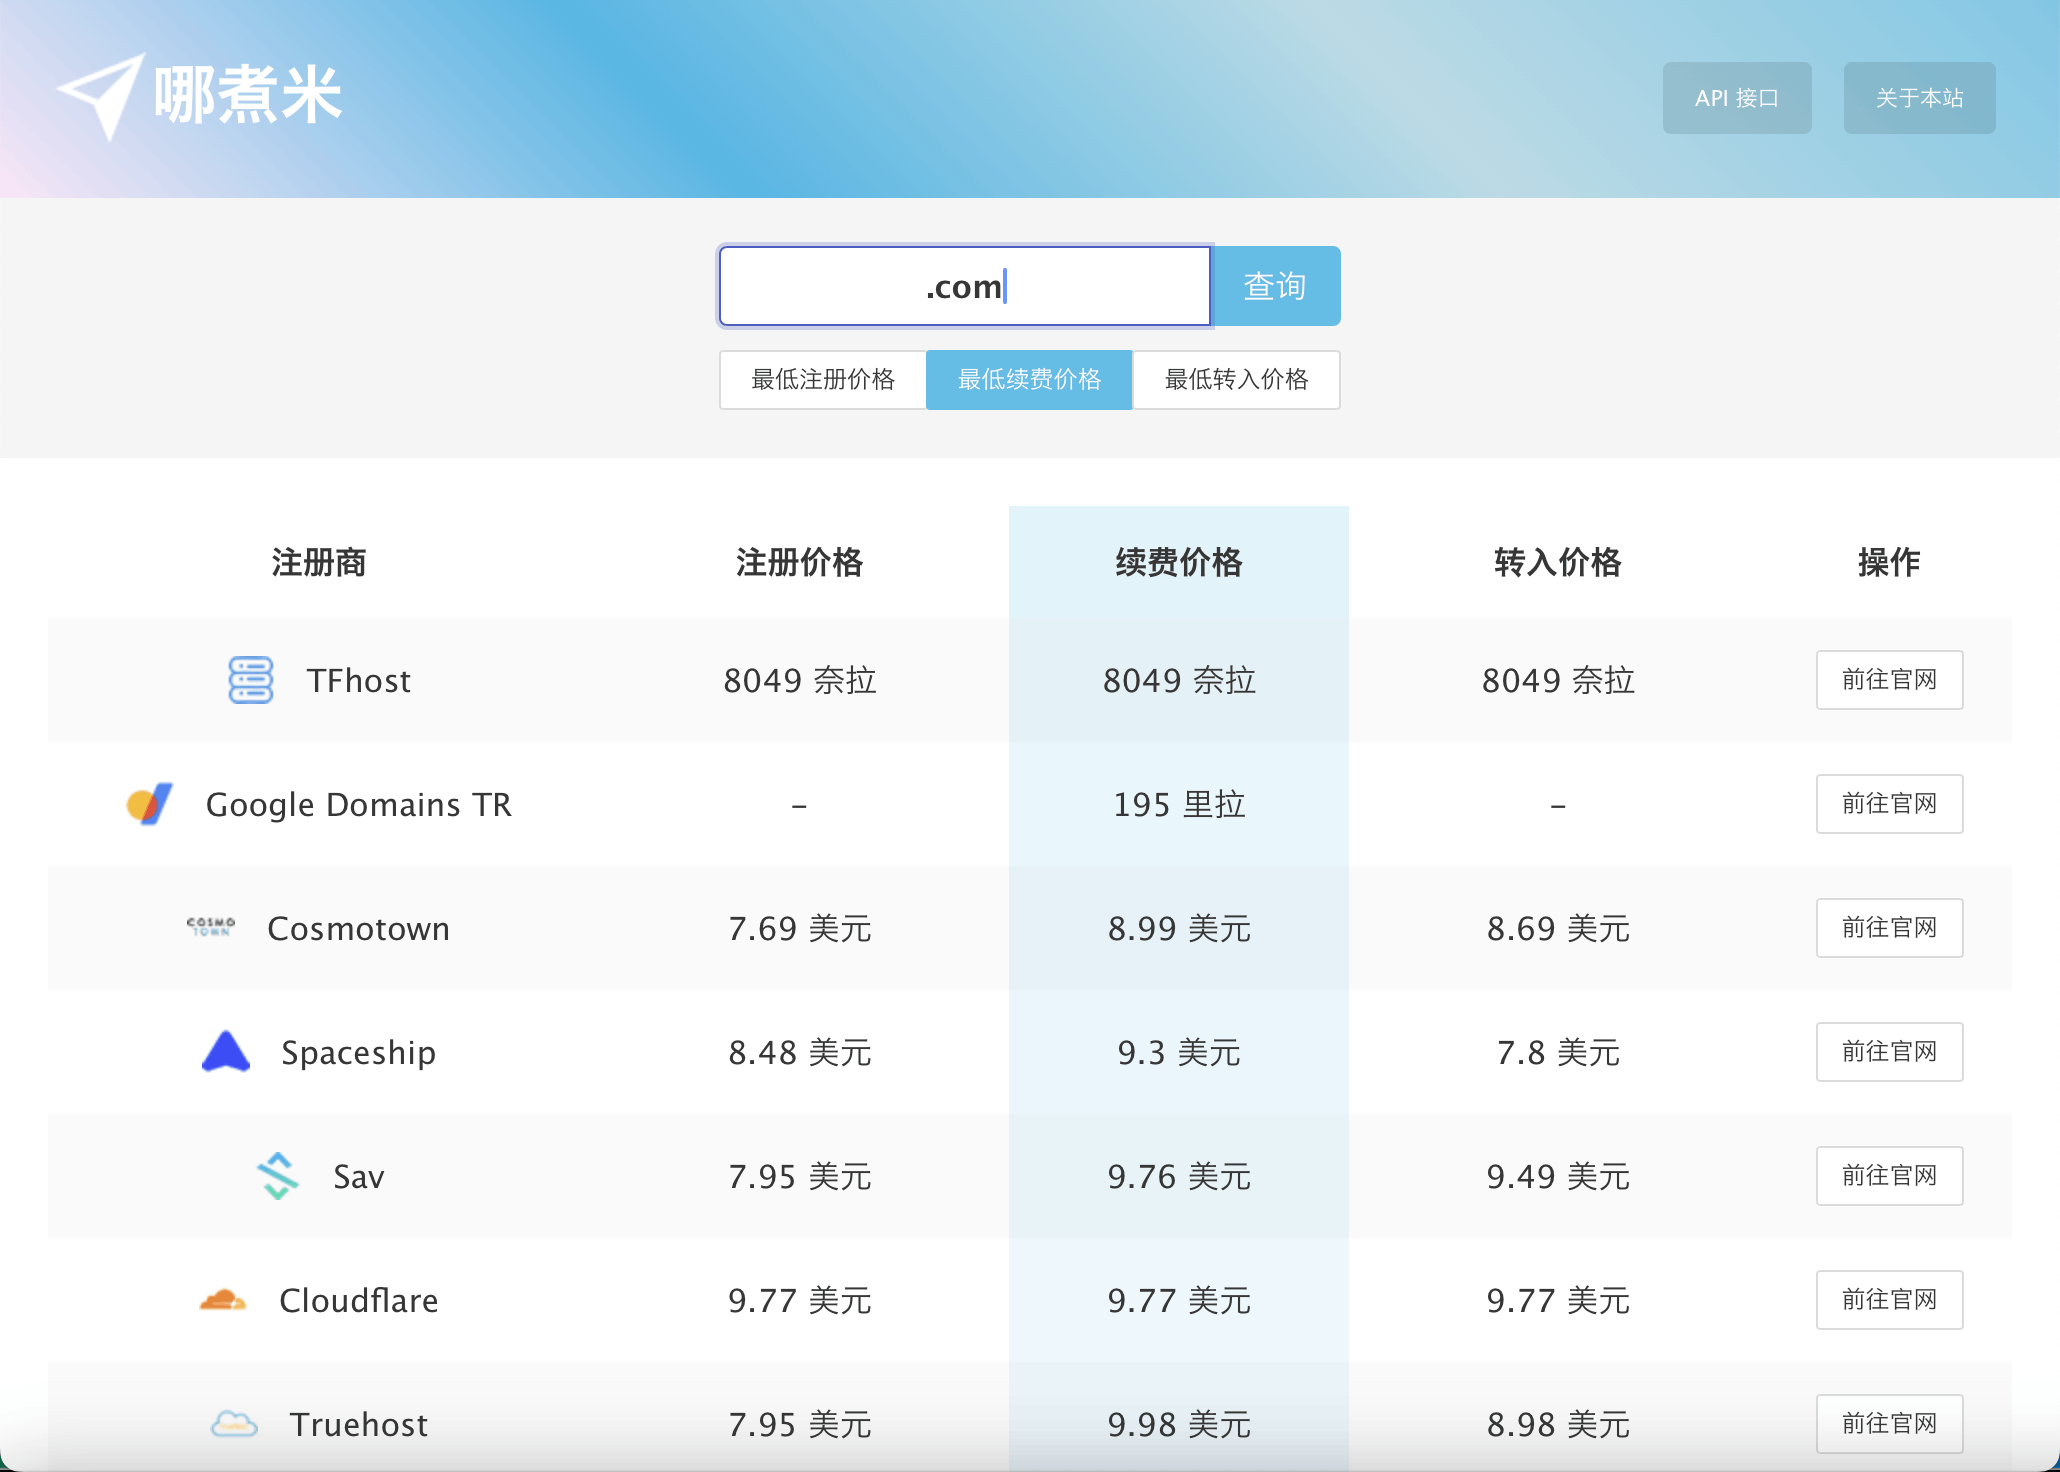 哪煮米
API 接口
关于本站
.com
查询
最低注册价格
最低续费价格
最低转入价格
注册商 注册价格 续费价格 转入价格 操作
TFhost 8049 奈拉 8049 奈拉 8049 奈拉 前往官网
Google Domains TR – 195 里拉 – 前往官网
COSMO
TOWN
Cosmotown 7.69 美元 8.99 美元 8.69 美元 前往官网
Spaceship 8.48 美元 9.3 美元 7.8 美元 前往官网
Sav 7.95 美元 9.76 美元 9.49 美元 前往官网
Cloudflare 9.77 美元 9.77 美元 9.77 美元 前往官网
Truehost 7.95 美元 9.98 美元 8.98 美元 前往官网